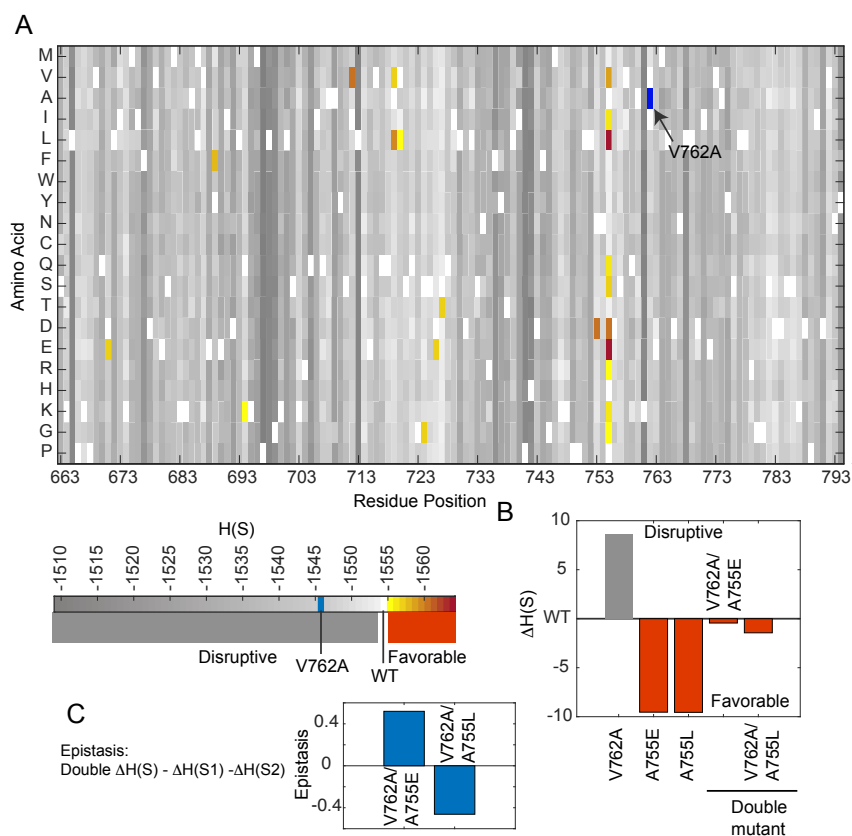 A
M
V
A
I
L
F
W
Y
N
C
Q
S
T
D
E
R
H
K
G
P
Amino Acid
V762A
663 673 683 693 703 713 723 733 743 753 763 773 783 793
Residue Position
H(S)
-1510 -1515 -1520 -1525 -1530 -1535 -1540 -1545 -1550 -1555 -1560
Disruptive
Favorable
V762A
WT
B
10
5
WT
-5
-10
ΔH(S)
Disruptive
V762A/
A755E
Favorable
V762A
A755E
A755L
V762A/
A755L
Double
mutant
C
Epistasis:
Double ΔH(S) - ΔH(S1) -ΔH(S2)
Epistasis
0.4
0
-0.4
V762A/
A755E
V762A/
A755L